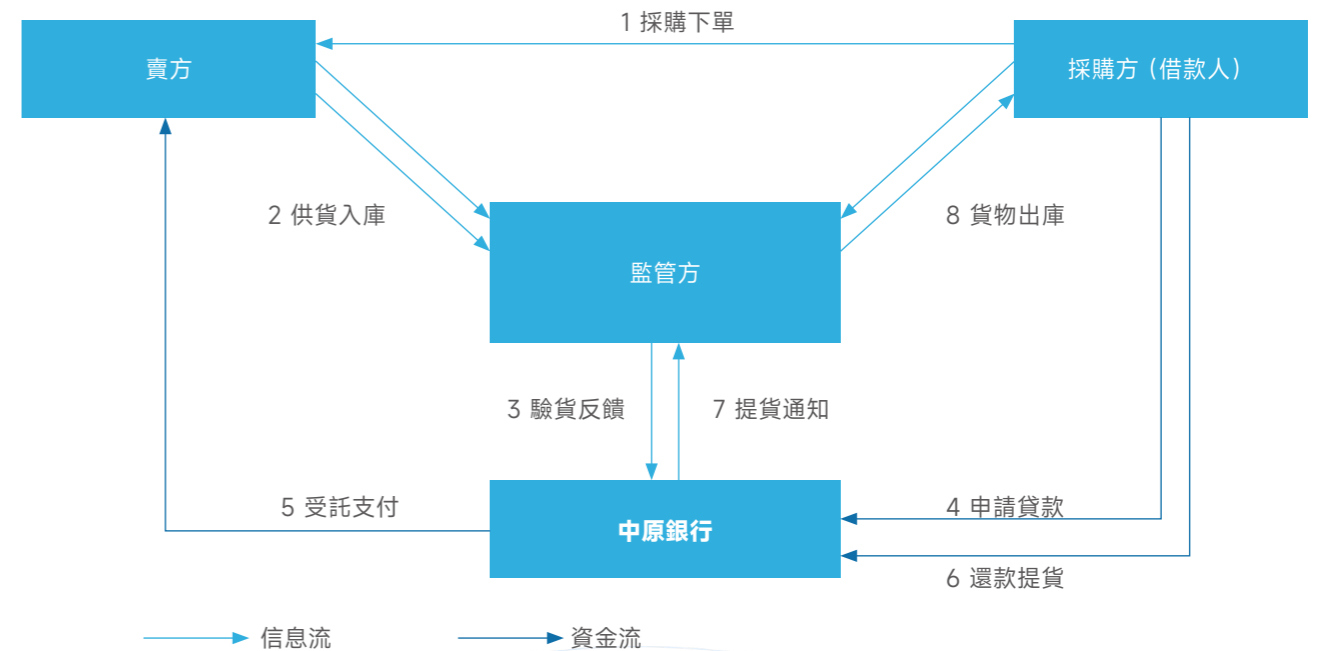 1 採購下單
賣方
採購方（借款人）
2 供貨入庫
8 貨物出庫
監管方
3 驗貨反饋
7 提貨通知
5 受託支付
4 申請貸款
中原銀行
6 還款提貨
信息流
資金流